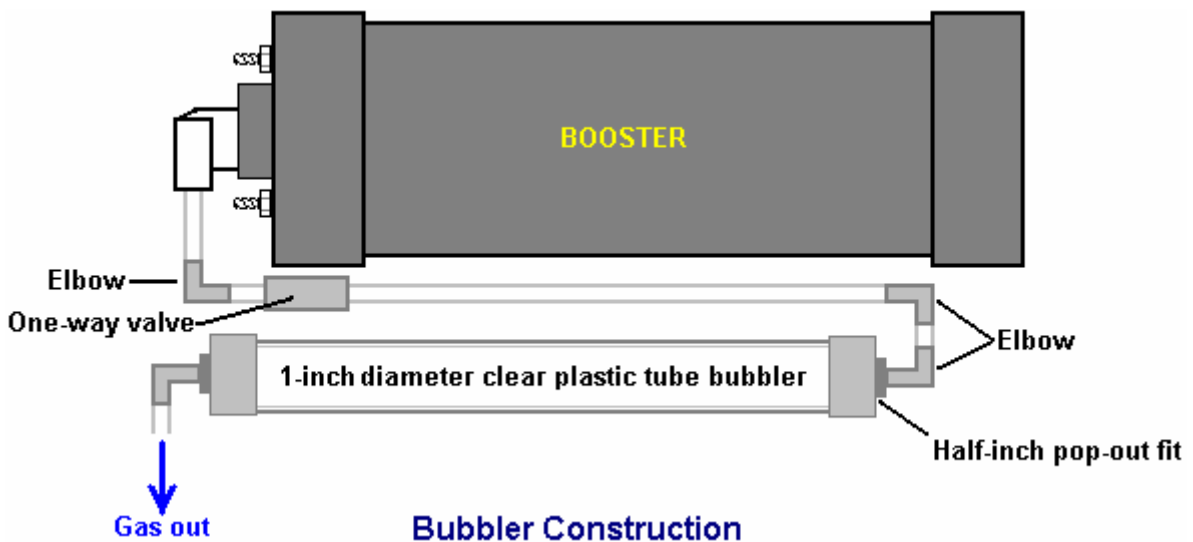 BOOSTER
Elbow
One-way valve
Elbow
1-inch diameter clear plastic tube bubbler
Half-inch pop-out fit
Gas out
Bubbler Construction